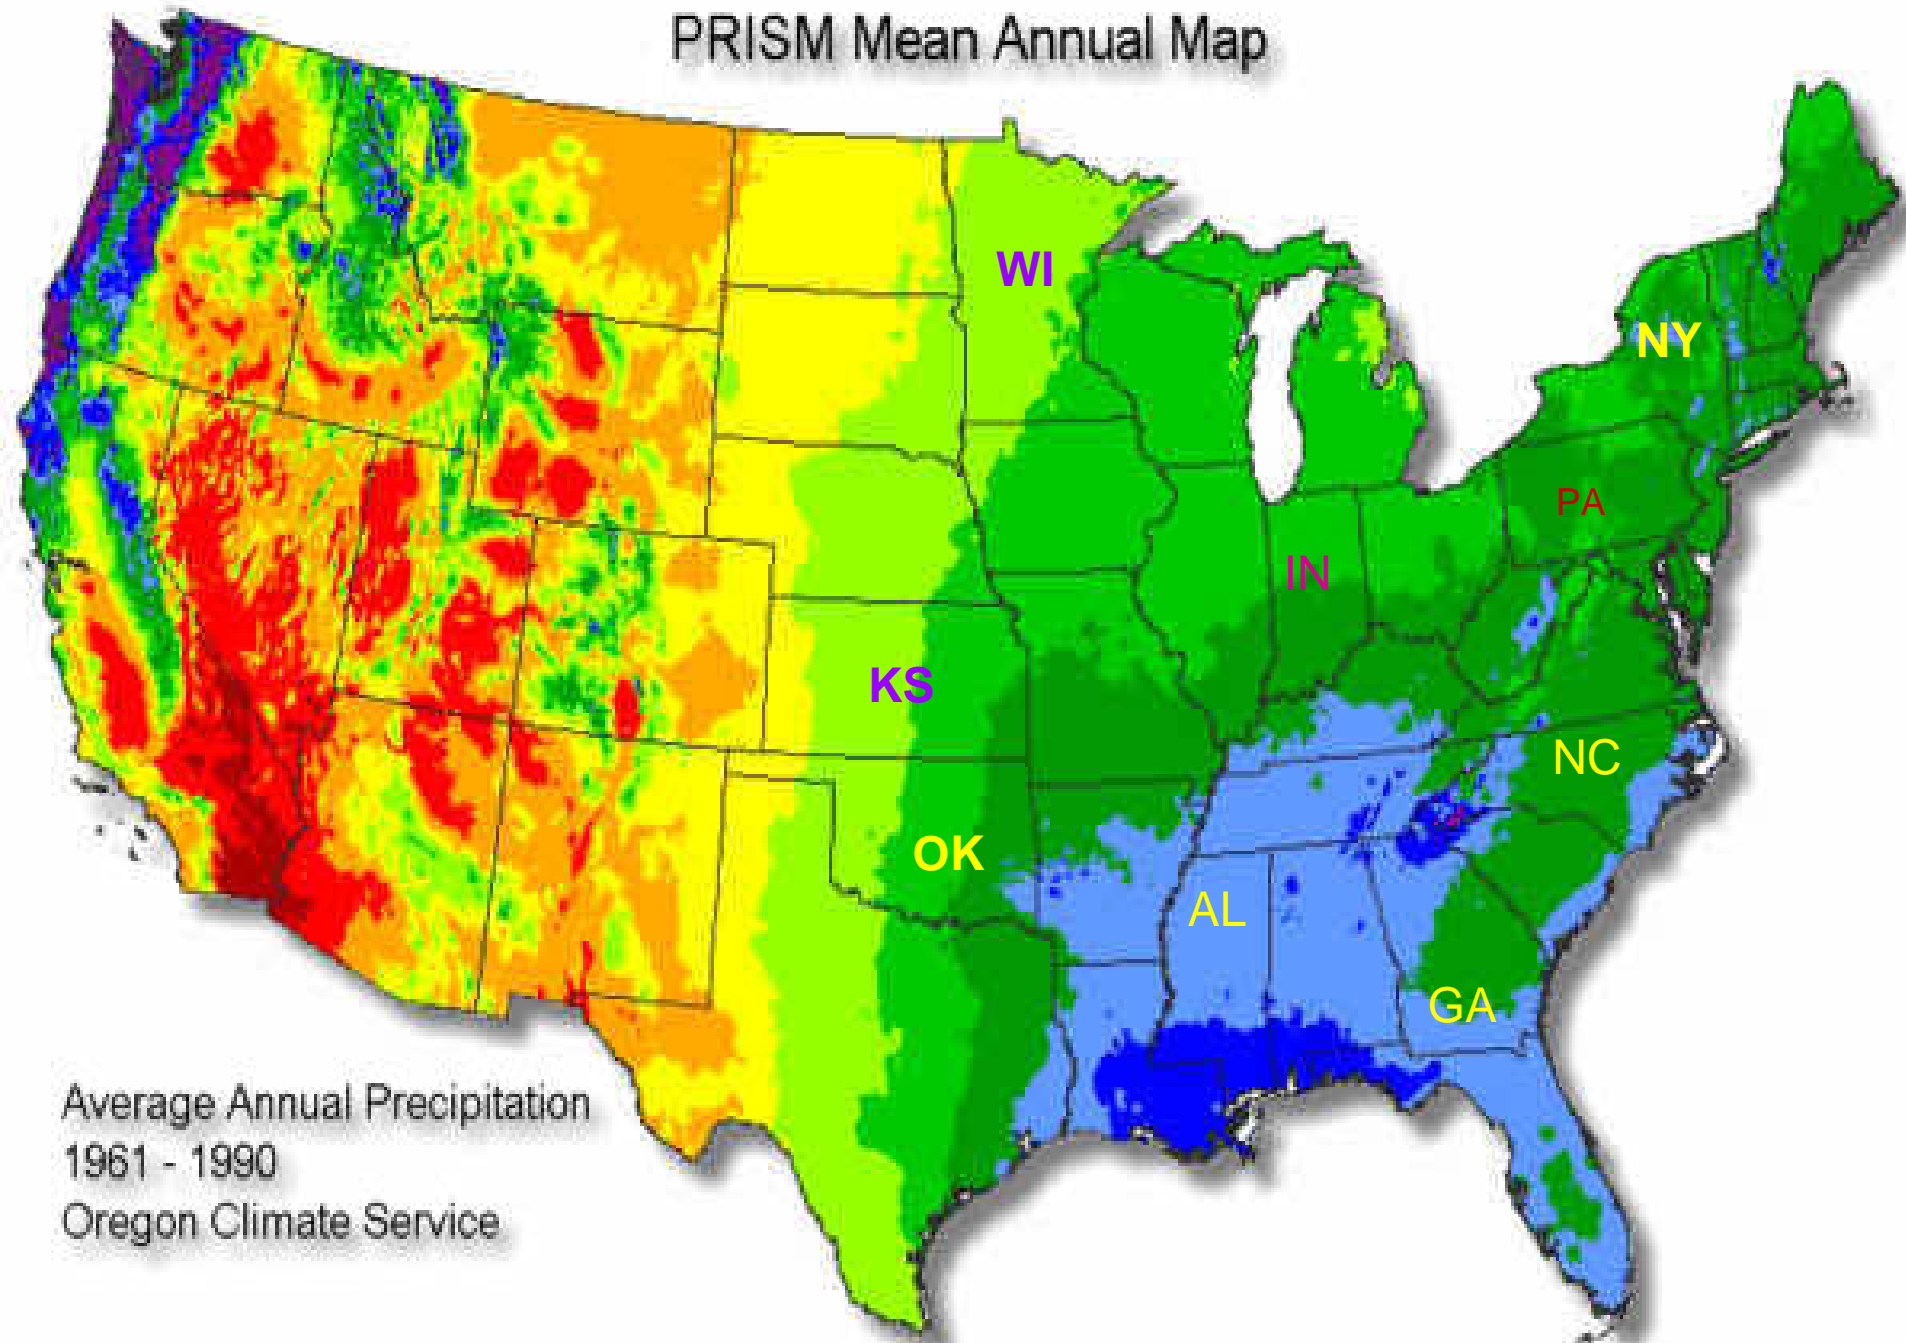 PRISM Mean Annual Map
WI
NY
PA
IN
KS
NC
OK
AL
GA
Average Annual Precipitation
1961 - 1990
Oregon Climate Service